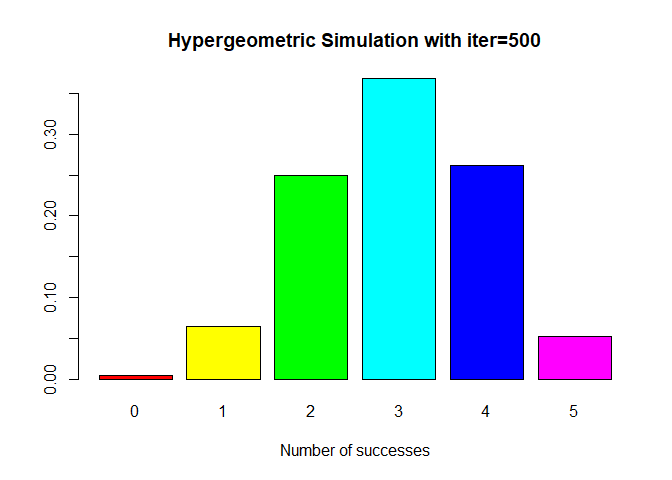 Hypergeometric Simulation with iter=500
0.30
0.20
0.10
0.00
0 1 2 3 4 5
Number of successes